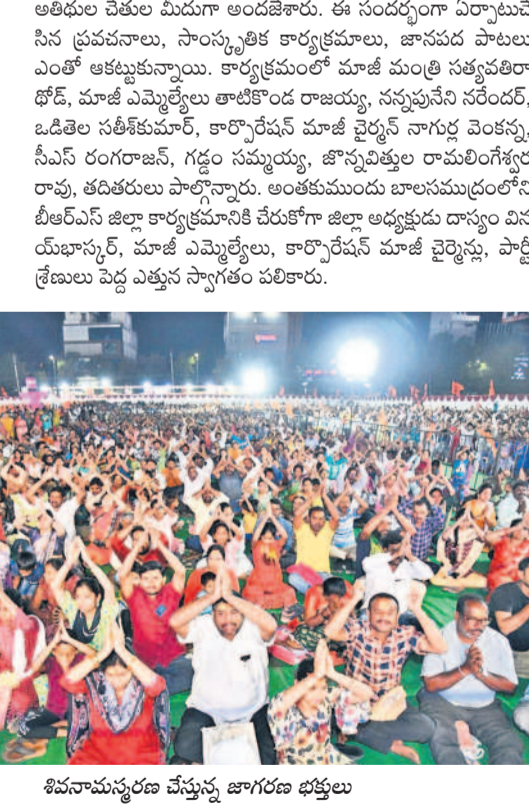 అతిథుల చేతుల మీదుగా అందజేశారు. ఈ సందర్భంగా ఏర్పాటుచే
సిన ప్రవచనాలు, సాంస్కృతిక కార్యక్రమాలు, జానపద పాటలు
ఎంతో ఆకట్టుకున్నాయి. కార్యక్రమంలో మాజీ మంత్రి సత్యవతిరా
థోడ్, మాజీ ఎమ్మెల్యేలు తాటికొండ రాజయ్య, నన్నపునేని నరేందర్,
ఒడితెల సతీశ్‌కుమార్, కార్పొరేషన్ మాజీ చైర్మన్ నాగుర్ల వెంకన్న,
సీఎస్ రంగరాజన్, గడ్డం సమ్మయ్య, జొన్నవిత్తుల రామలింగేశ్వర
రావు, తదితరులు పాల్గొన్నారు. అంతకుముందు బాలసముద్రంలోని
బీఆర్ఎస్ జిల్లా కార్యక్రమానికి చేరుకోగా జిల్లా అధ్యక్షుడు దాస్యం విన
య్‌భాస్కర్, మాజీ ఎమ్మెల్యేలు, కార్పొరేషన్ మాజీ చైర్మెన్లు, పార్టీ
శ్రేణులు పెద్ద ఎత్తున స్వాగతం పలికారు.
శివనామస్మరణ చేస్తున్న జాగరణ భక్తులు